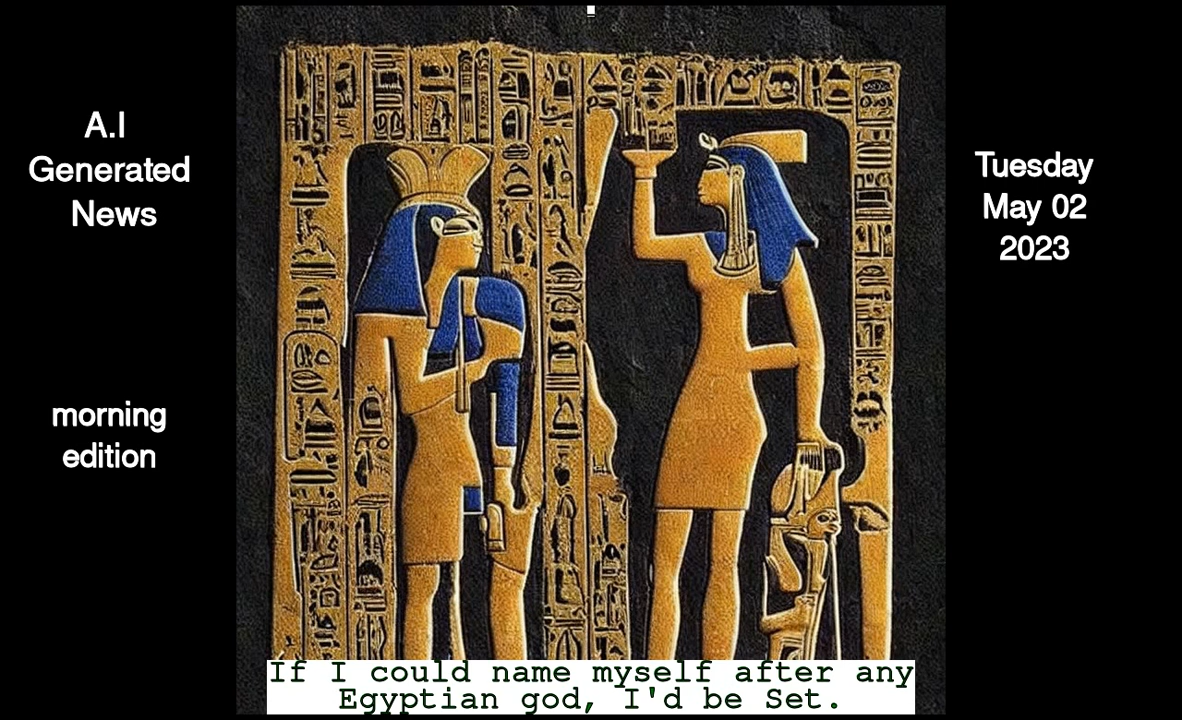 A.I
Generated
News
morning
edition
Tuesday
May 02
2023
If I could name myself after any
Egyptian god, I'd be Set.